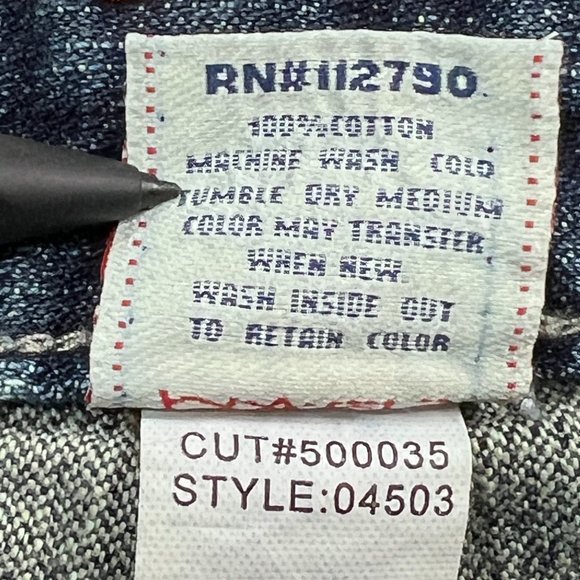 RN#112790
100%COTTON
MACHINE WASH COLD
TUMBLE DRY MEDIUM
COLOR MAY TRANSFER
WHEN NEW.
WASH INSIDE OUT
TO RETAIN COLOR
CUT#500035
STYLE:04503